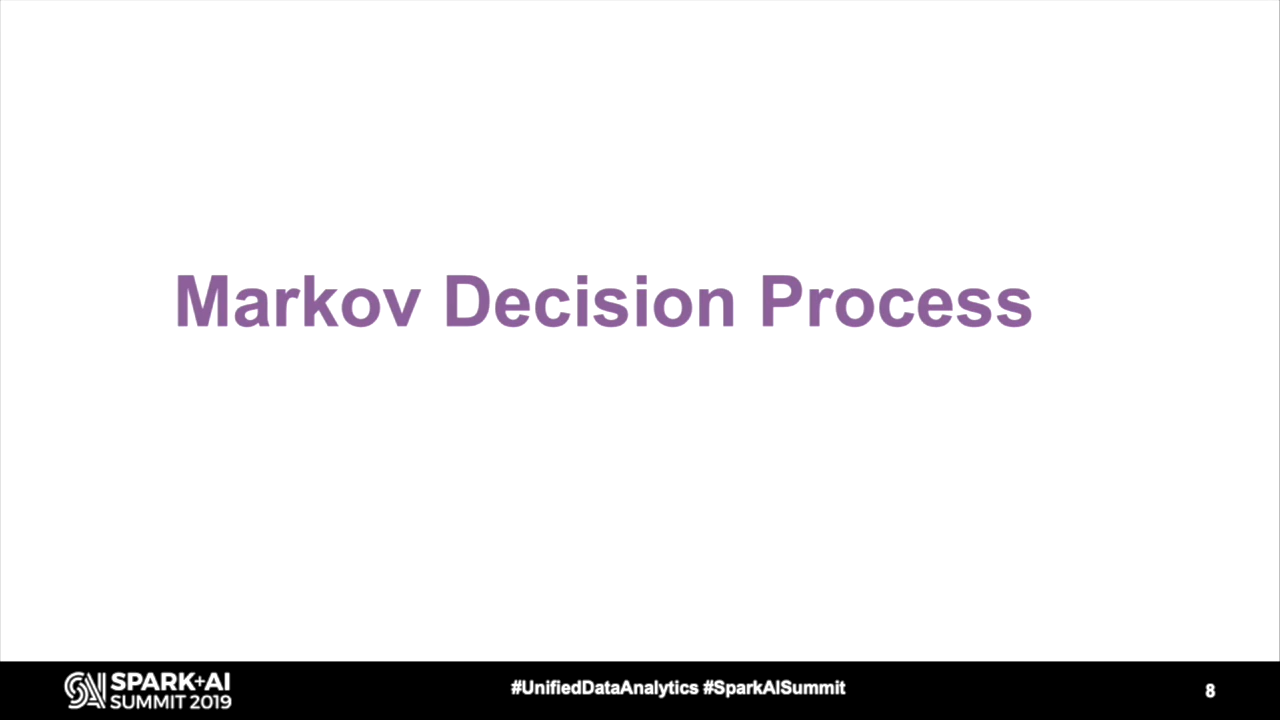 Markov Decision Process
SPARK+AI
SUMMIT 2019
#UnifiedDataAnalytics #SparkAISummit
8